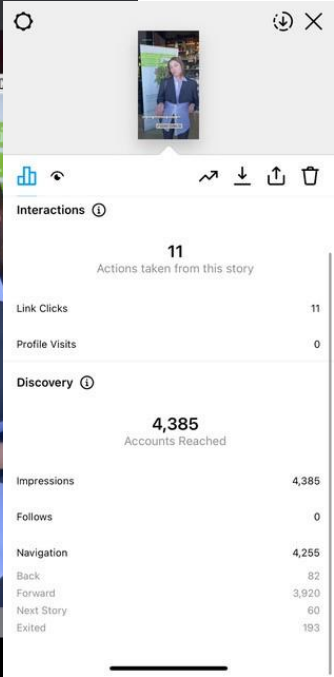 Interactions
11
Actions taken from this story
Link Clicks 11
Profile Visits 0
Discovery
4,385
Accounts Reached
Impressions 4,385
Follows 0
Navigation 4,255
Back 82
Forward 3,920
Next Story 60
Exited 193